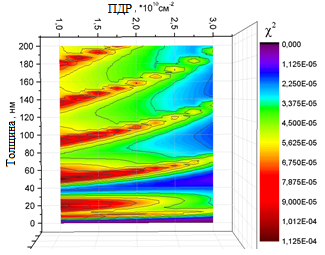 ПДР , *10¹⁰см⁻²
1,0 1,5 2,0 2,5 3,0
χ²
Толщина, нм
200
180
160
140
120
100
80
60
40
20
0
0,000
1,125E-05
2,250E-05
3,375E-05
4,500E-05
5,625E-05
6,750E-05
7,875E-05
9,000E-05
1,012E-04
1,125E-04